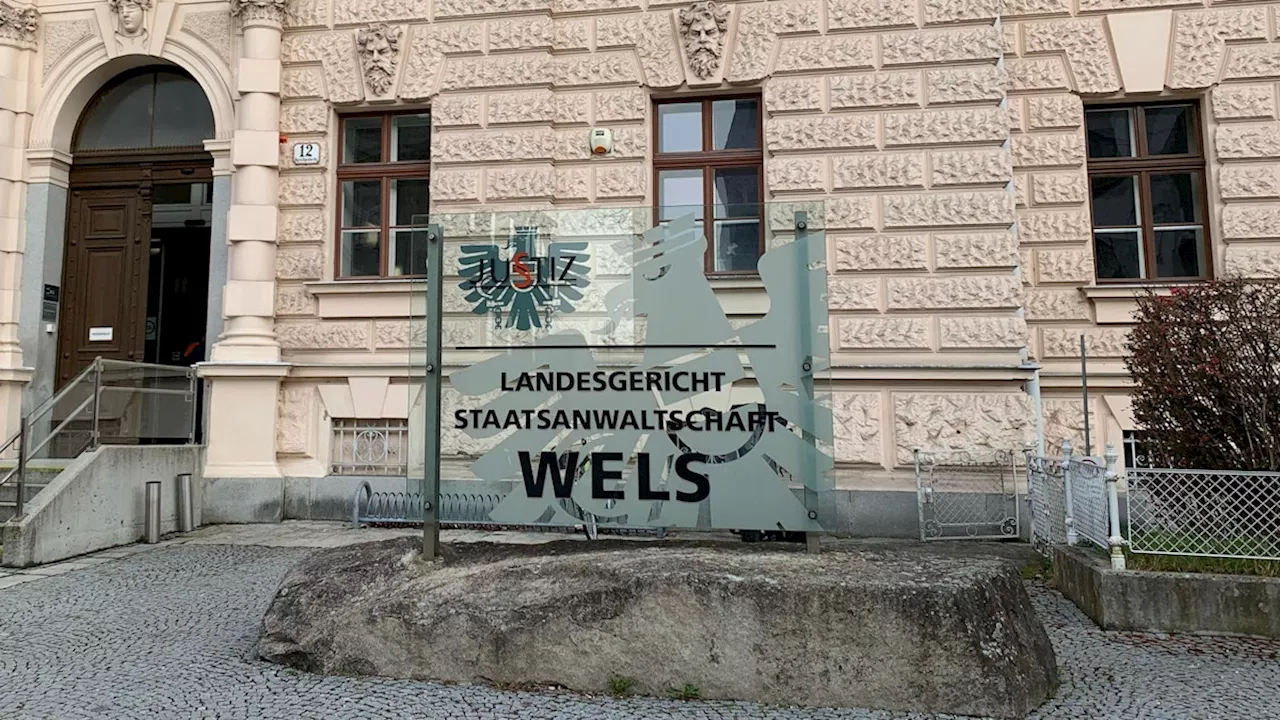 12
JUSTIZ
LANDESGERICHT
STAATSANWALTSCHAFT
WELS